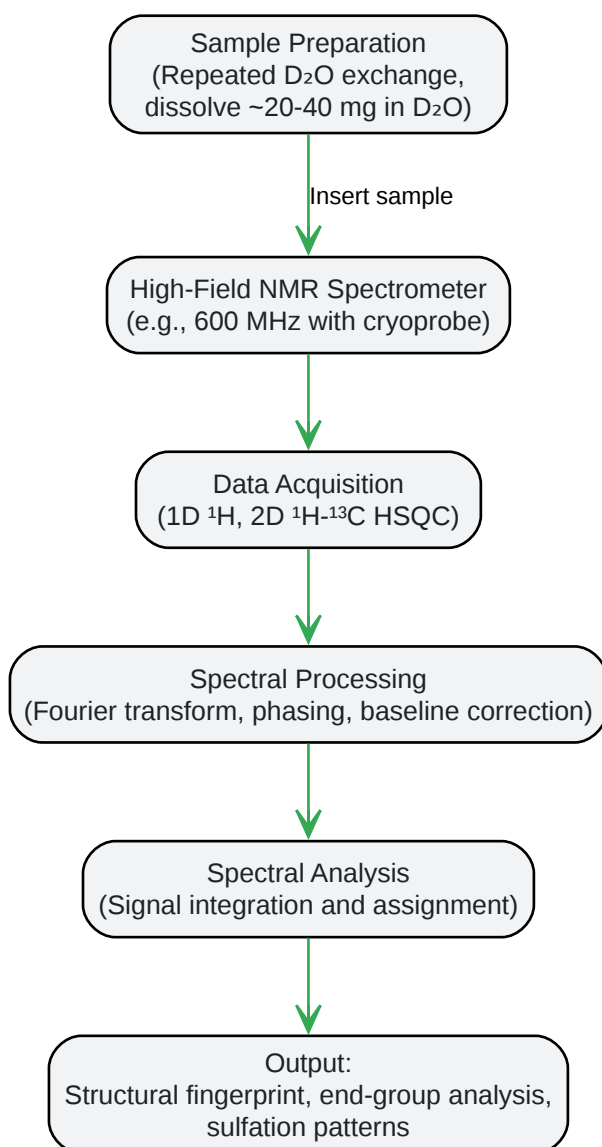 Sample Preparation
(Repeated D₂O exchange,
dissolve ~20-40 mg in D₂O)
Insert sample
High-Field NMR Spectrometer
(e.g., 600 MHz with cryoprobe)
Data Acquisition
(1D ¹H, 2D ¹H-¹³C HSQC)
Spectral Processing
(Fourier transform, phasing, baseline correction)
Spectral Analysis
(Signal integration and assignment)
Output:
Structural fingerprint, end-group analysis,
sulfation patterns